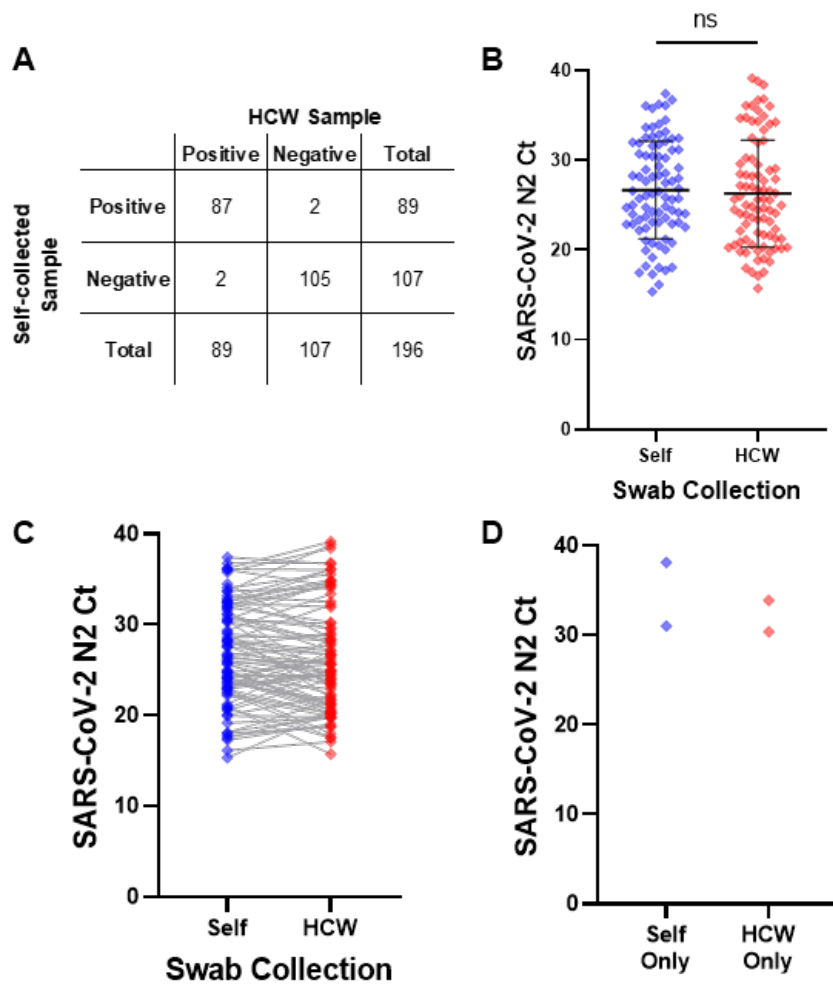 A
HCW Sample
Positive Negative Total
Self-collected
Sample
Positive 87 2 89
Negative 2 105 107
Total 89 107 196
B
ns
SARS-CoV-2 N2 Ct
40
30
20
10
0
Self HCW
Swab Collection
C
SARS-CoV-2 N2 Ct
40
30
20
10
0
Self HCW
Swab Collection
D
SARS-CoV-2 N2 Ct
40
30
20
10
0
Self
Only
HCW
Only